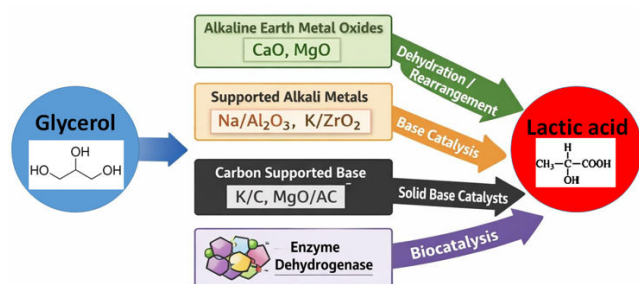 Alkaline Earth Metal Oxides
CaO, MgO
Dehydration /
Rearrangement
Supported Alkali Metals
Na/Al₂O₃, K/ZrO₂
Base Catalysis
Glycerol
OH
HO
OH
Lactic acid
H
CH₃-C-COOH
OH
Carbon Supported Base
K/C, MgO/AC
Solid Base Catalysts
Enzyme
Dehydrogenase
Biocatalysis